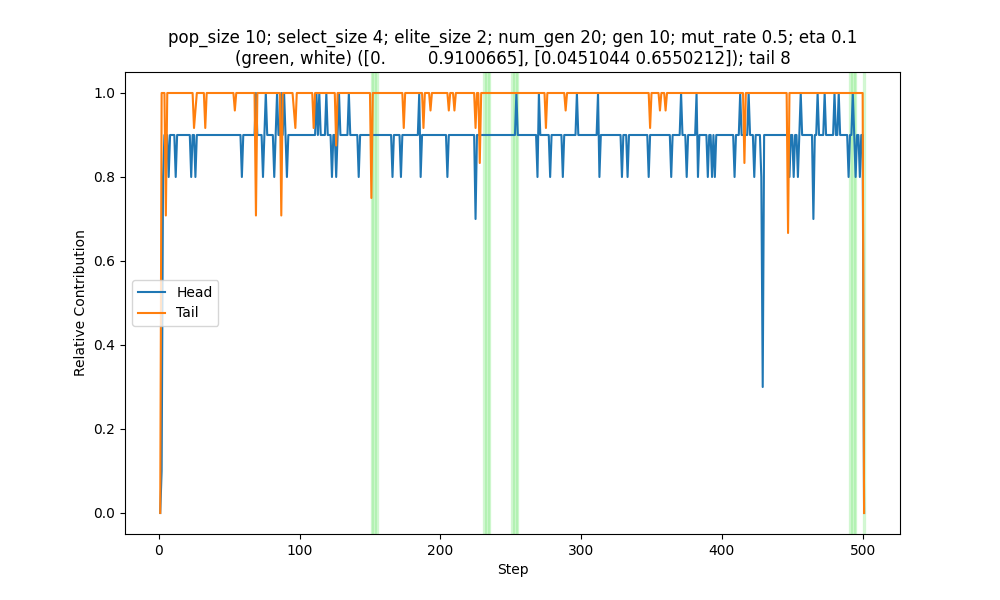 pop_size 10; select_size 4; elite_size 2; num_gen 20; gen 10; mut_rate 0.5; eta 0.1
(green, white) ([0. 0.9100665], [0.0451044 0.6550212]); tail 8
1.0
0.8
0.6
0.4
0.2
0.0
Relative Contribution
Head
Tail
0
100
200
300
400
500
Step